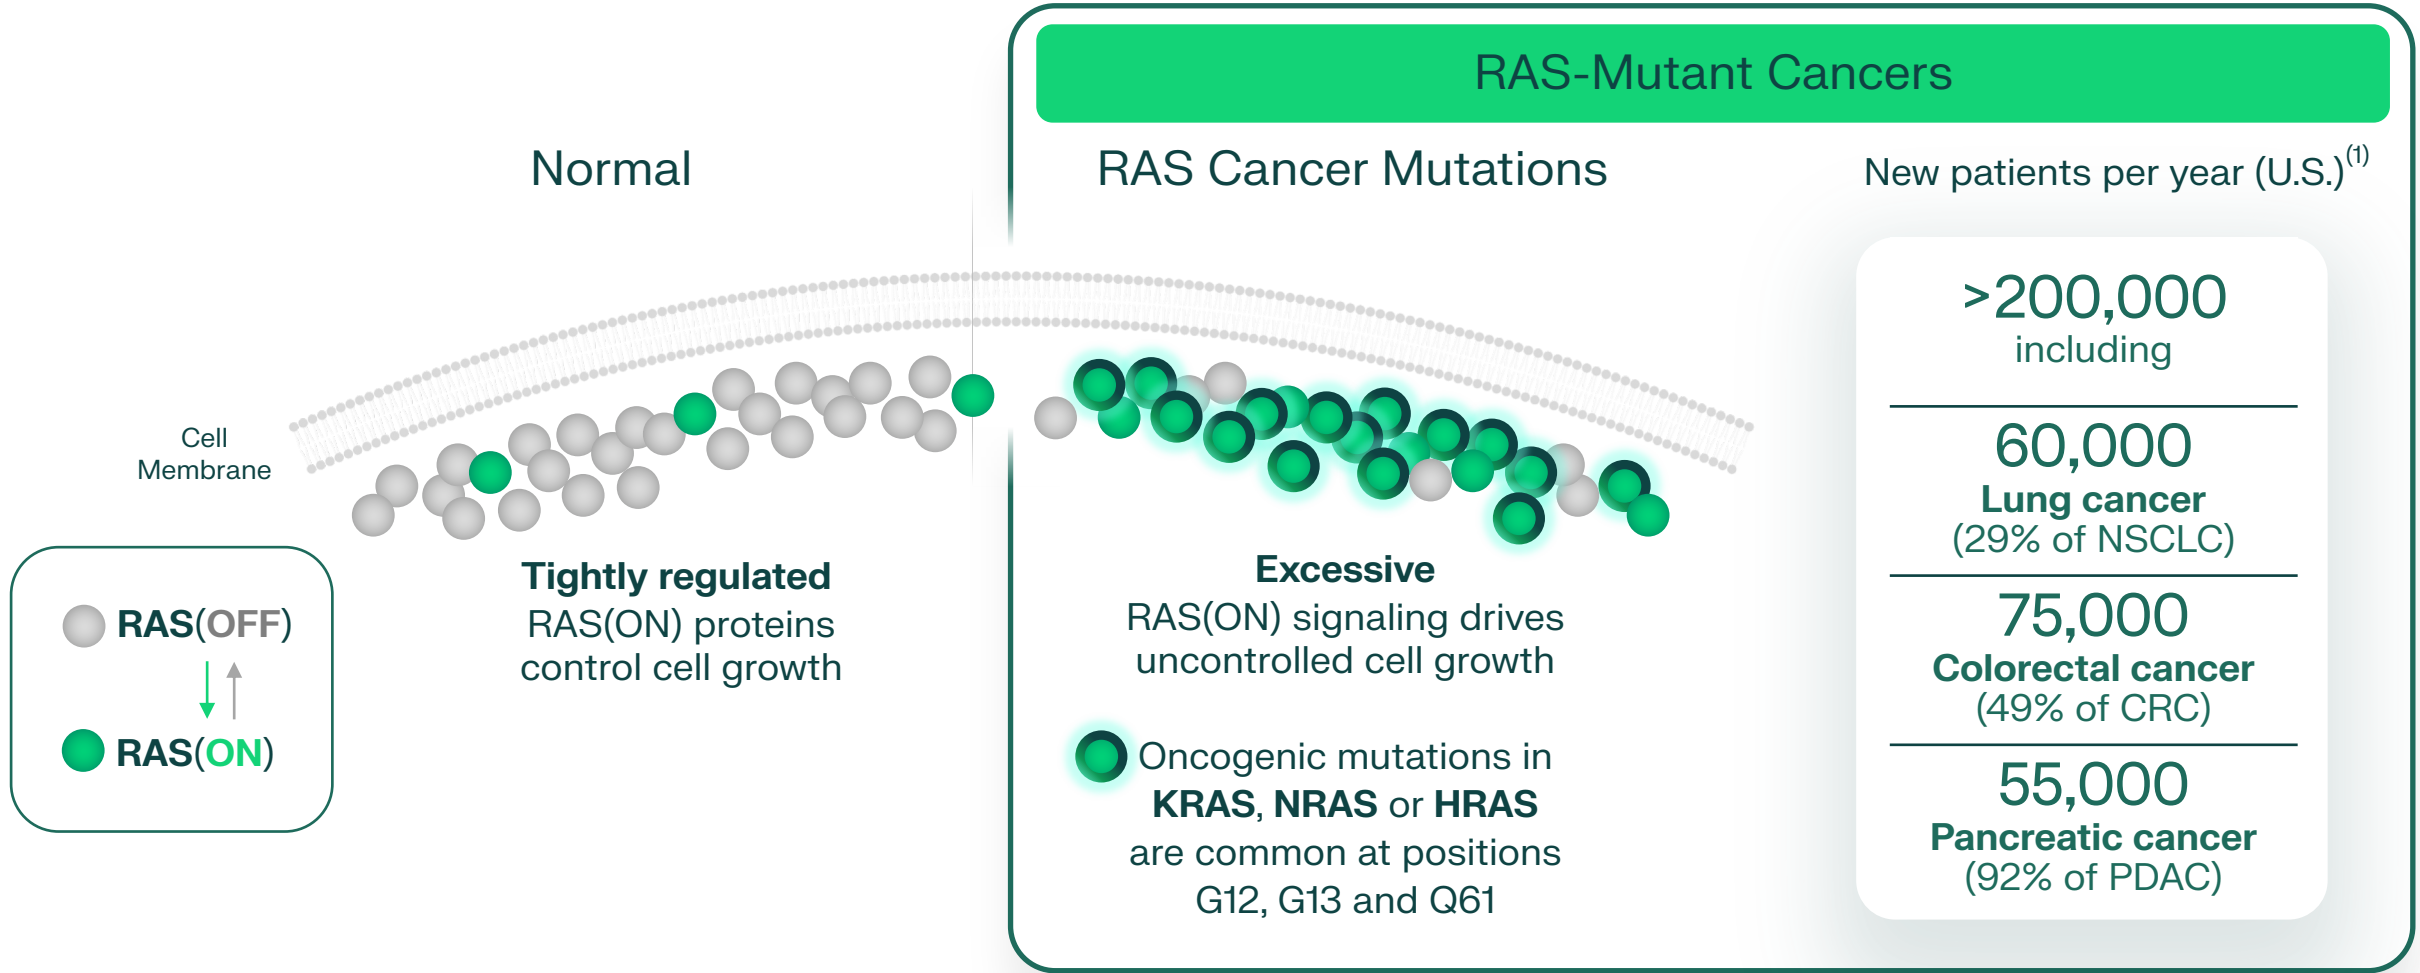 RAS-Mutant Cancers
Normal
RAS Cancer Mutations
New patients per year (U.S.)(1)
Cell
Membrane
RAS(OFF)
RAS(ON)
Tightly regulated
RAS(ON) proteins
control cell growth
Excessive
RAS(ON) signaling drives
uncontrolled cell growth
Oncogenic mutations in
KRAS, NRAS or HRAS
are common at positions
G12, G13 and Q61
>200,000
including
60,000
Lung cancer
(29% of NSCLC)
75,000
Colorectal cancer
(49% of CRC)
55,000
Pancreatic cancer
(92% of PDAC)